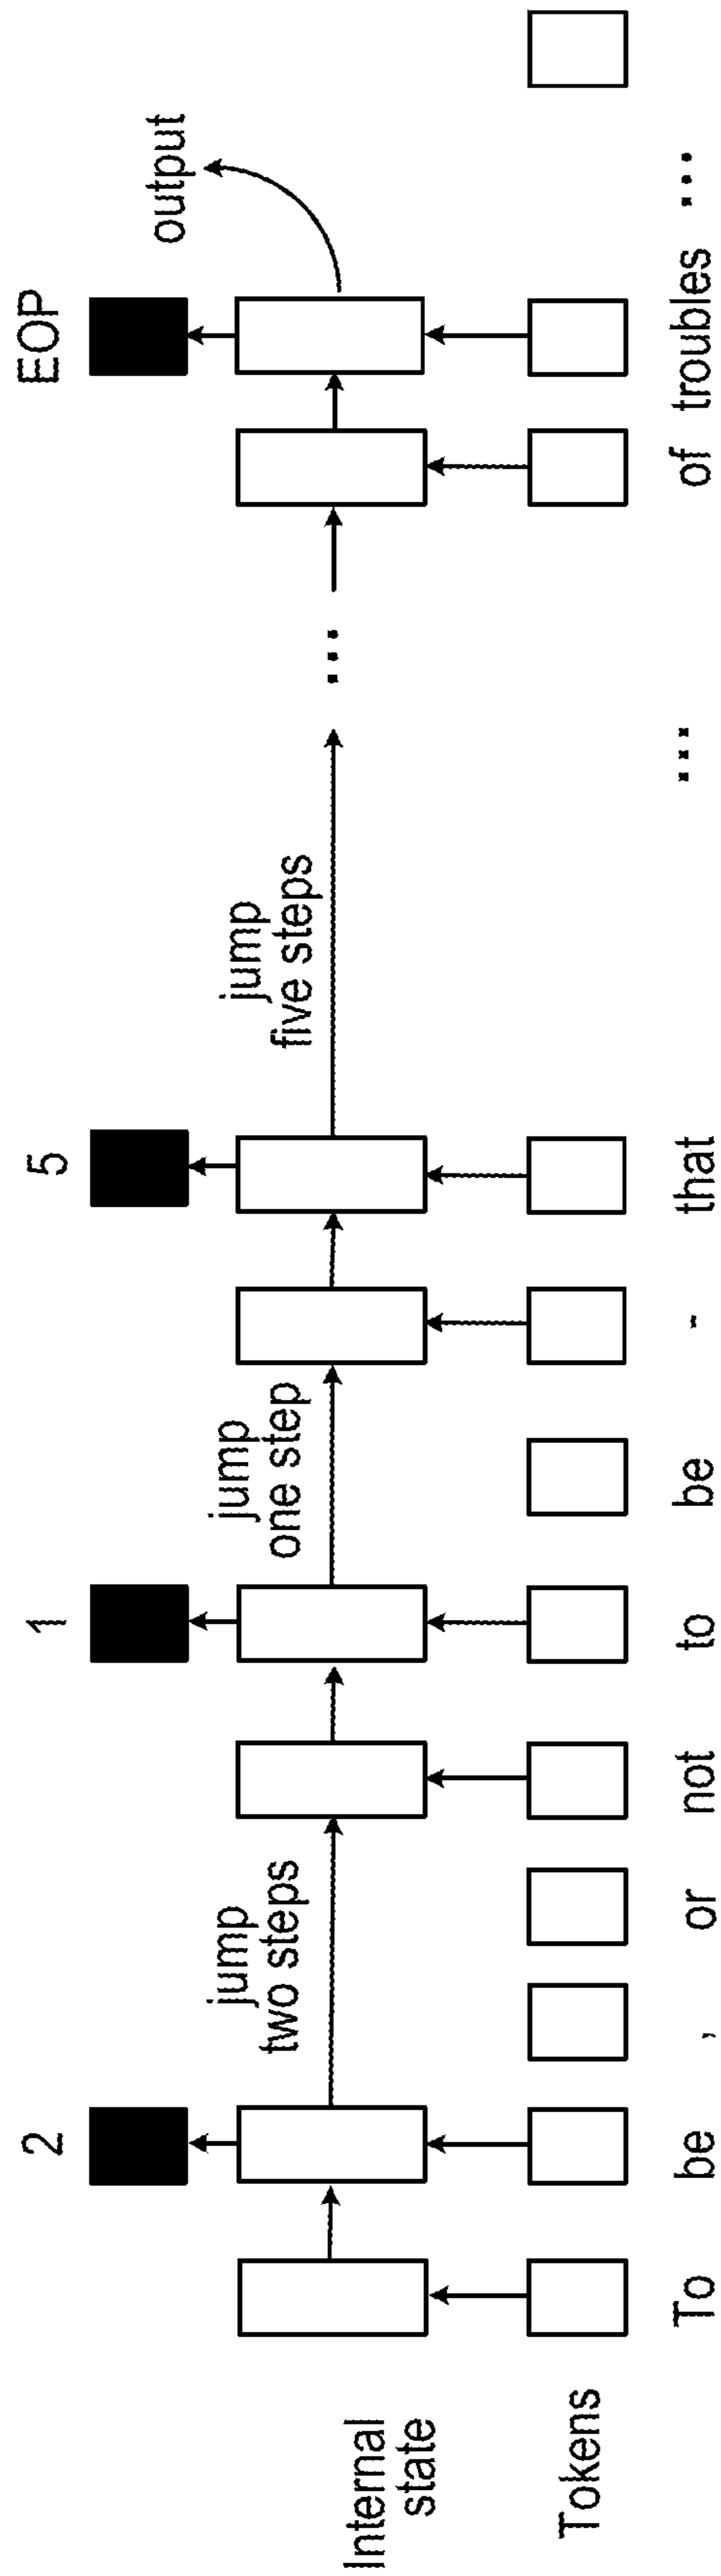 2 1 5 EOP
output
jump
two steps
jump
one step
jump
five steps
...
Internal
state
Tokens
To be , or not to be - that ... of troubles ...